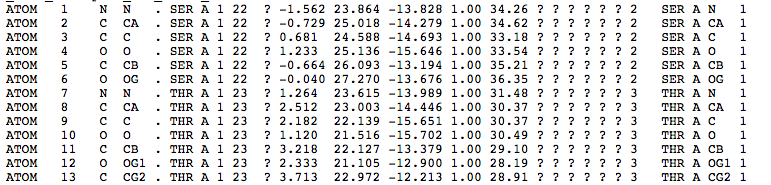 ATOM 1 N N . SER A 1 22 ? -1.562 23.864 -13.828 1.00 34.26 ? ? ? ? ? ? 2 SER A N 1
ATOM 2 C CA . SER A 1 22 ? -0.729 25.018 -14.279 1.00 34.62 ? ? ? ? ? ? 2 SER A CA 1
ATOM 3 C C . SER A 1 22 ? 0.681 24.588 -14.693 1.00 33.18 ? ? ? ? ? ? 2 SER A C 1
ATOM 4 O O . SER A 1 22 ? 1.233 25.136 -15.646 1.00 33.54 ? ? ? ? ? ? 2 SER A O 1
ATOM 5 C CB . SER A 1 22 ? -0.664 26.093 -13.194 1.00 35.21 ? ? ? ? ? ? 2 SER A CB 1
ATOM 6 O OG . SER A 1 22 ? -0.040 27.270 -13.676 1.00 36.35 ? ? ? ? ? ? 2 SER A OG 1
ATOM 7 N N . THR A 1 23 ? 1.264 23.615 -13.989 1.00 31.48 ? ? ? ? ? ? 3 THR A N 1
ATOM 8 C CA . THR A 1 23 ? 2.512 23.003 -14.446 1.00 30.37 ? ? ? ? ? ? 3 THR A CA 1
ATOM 9 C C . THR A 1 23 ? 2.182 22.139 -15.651 1.00 30.37 ? ? ? ? ? ? 3 THR A C 1
ATOM 10 O O . THR A 1 23 ? 1.120 21.516 -15.702 1.00 30.49 ? ? ? ? ? ? 3 THR A O 1
ATOM 11 C CB . THR A 1 23 ? 3.218 22.127 -13.379 1.00 29.10 ? ? ? ? ? ? 3 THR A CB 1
ATOM 12 O OG1 . THR A 1 23 ? 2.333 21.105 -12.900 1.00 28.19 ? ? ? ? ? ? 3 THR A OG1 1
ATOM 13 C CG2 . THR A 1 23 ? 3.713 22.972 -12.213 1.00 28.91 ? ? ? ? ? ? 3 THR A CG2 1